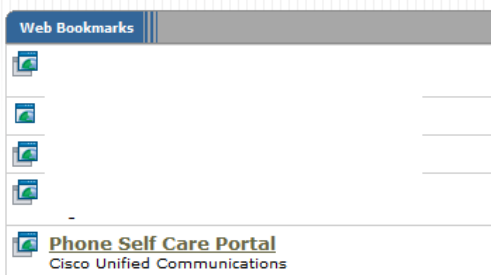 Web Bookmarks
Phone Self Care Portal
Cisco Unified Communications